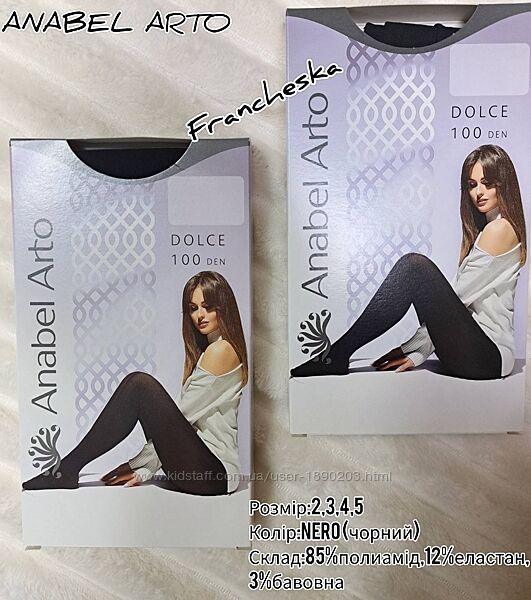 ANABEL ARTO
Francheska
Anabel Arto
DOLCE
100 DEN
Anabel Arto
DOLCE
100 DEN
www.kidstaff.com.ua/user-1890203.html
Розмір:2,3,4,5
Колір:NERO(чорний)
Склад:85%полиамід,12%еластан,
3%бавовна